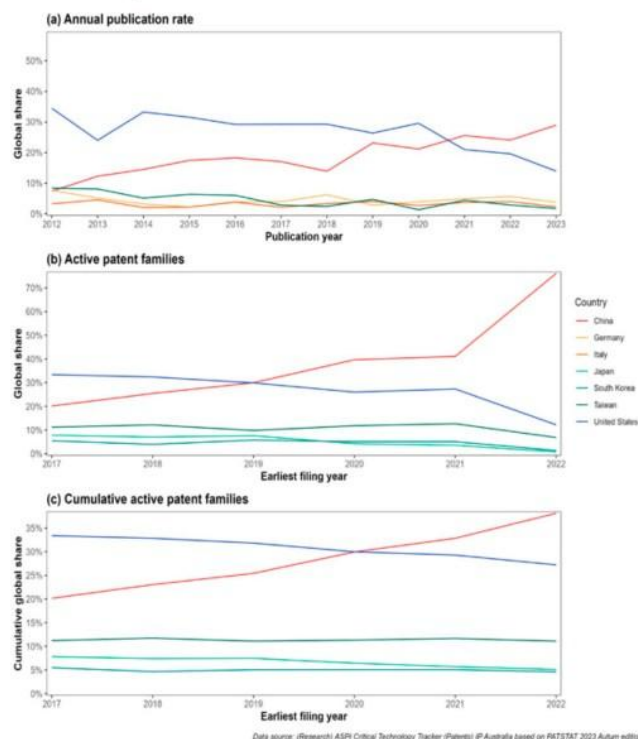 (a) Annual publication rate
Global share
50%
40%
30%
20%
10%
0%
2012 2013 2014 2015 2016 2017 2018 2019 2020 2021 2022 2023
Publication year
(b) Active patent families
Global share
70%
60%
50%
40%
30%
20%
10%
0%
2017 2018 2019 2020 2021 2022
Earliest filing year
Country
China
Germany
Italy
Japan
South Korea
Taiwan
United States
(c) Cumulative active patent families
Cumulative global share
35%
30%
25%
20%
15%
10%
5%
0%
2017 2018 2019 2020 2021 2022
Earliest filing year
Data source: (Research) ASPI Critical Technology Tracker (Patents) IP Australia based on PATSTAT 2023 Autum editio